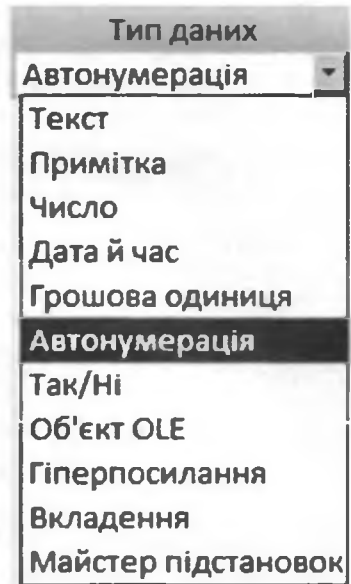 Тип даних
Автонумерація
Текст
Примітка
Число
Дата й час
Грошова одиниця
Автонумерація
Так/Ні
Об'єкт OLE
Гіперпосилання
Вкладення
Майстер підстановок